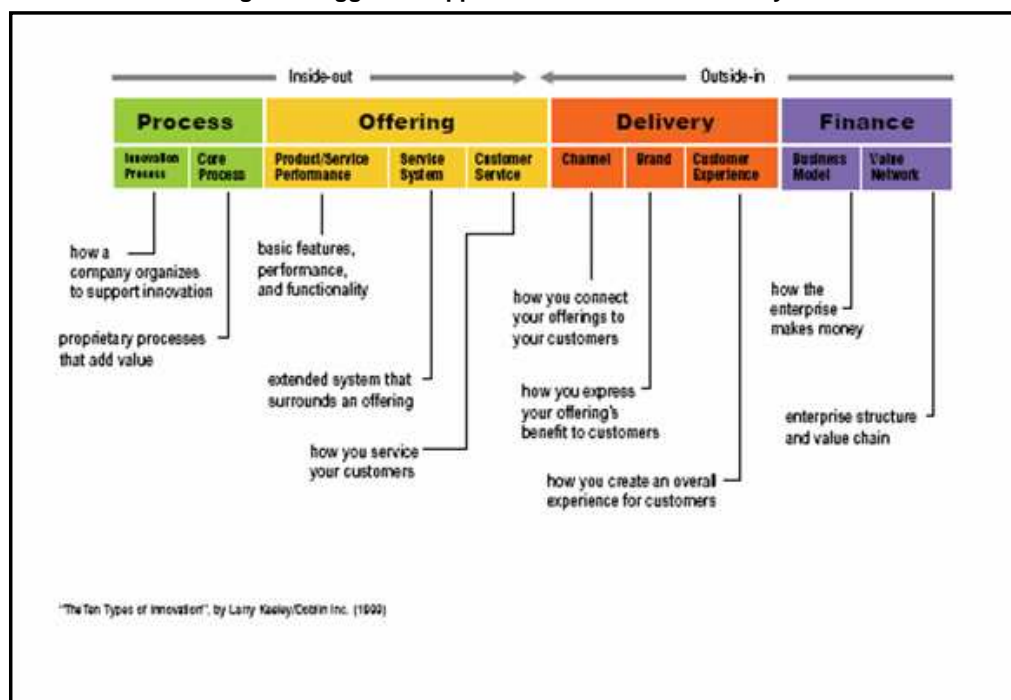 Inside-out
Outside-in
Process
Offering
Delivery
Finance
Innovation
Process
Core
Process
Product/Service
Performance
Service
System
Customer
Service
Channel
Brand
Customer
Experience
Business
Model
Value
Network
how a
company organizes
to support innovation
proprietary processes
that add value
basic features,
performance,
and functionality
extended system that
surrounds an offering
how you service
your customers
how you connect
your offerings to
your customers
how you express
your offering's
benefit to customers
how you create an overall
experience for customers
how the
enterprise
makes money
enterprise structure
and value chain
"The Ten Types of Innovation", by Larry Keeley/Doblin Inc. (1999)